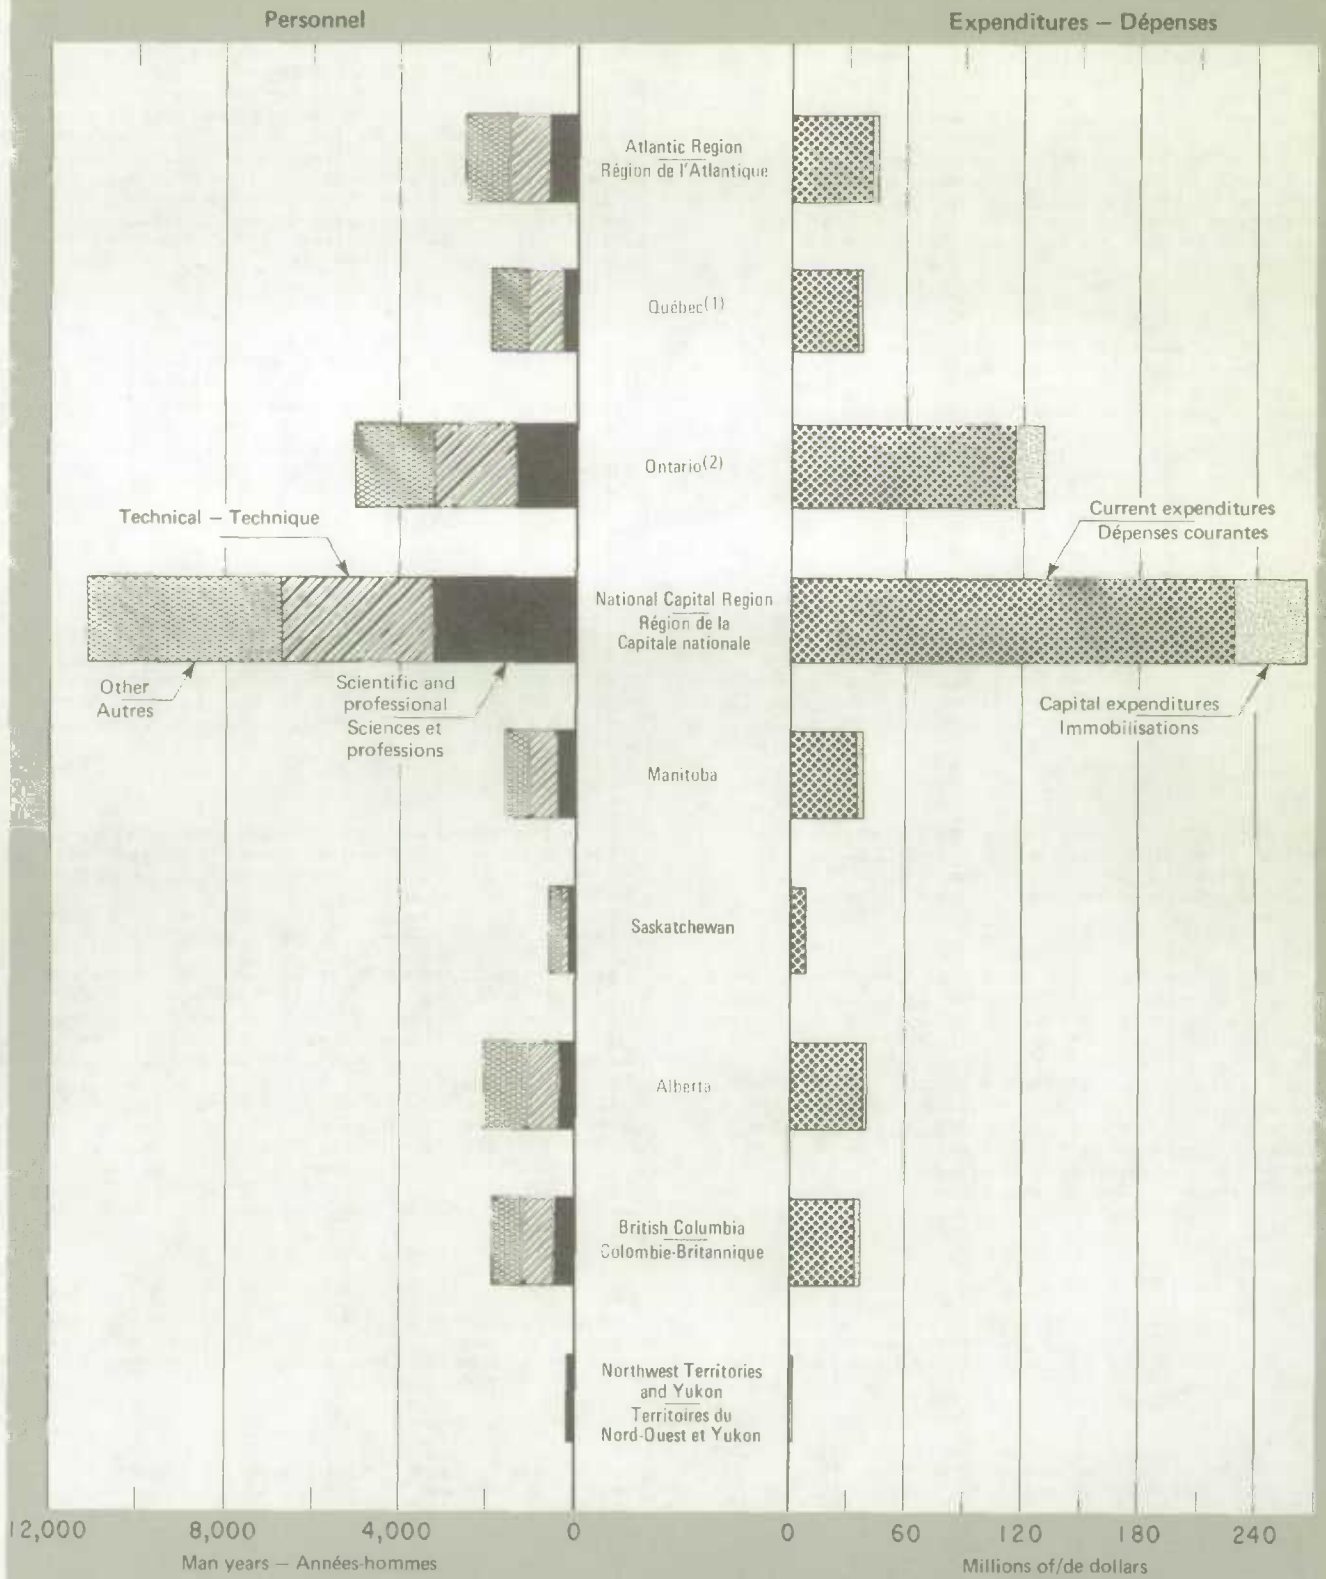 Personnel
Expenditures – Dépenses
Atlantic Region
Région de l'Atlantique
Québec(1)
Ontario(2)
Technical – Technique
Current expenditures
Dépenses courantes
National Capital Region
Région de la
Capitale nationale
Other
Autres
Scientific and
professional
Sciences et
professions
Capital expenditures
Immobilisations
Manitoba
Saskatchewan
Alberta
British Columbia
Colombie-Britannique
Northwest Territories
and Yukon
Territoires du
Nord-Ouest et Yukon
12,000 8,000 4,000 0 0 60 120 180 240
Man years – Années-hommes
Millions of/de dollars